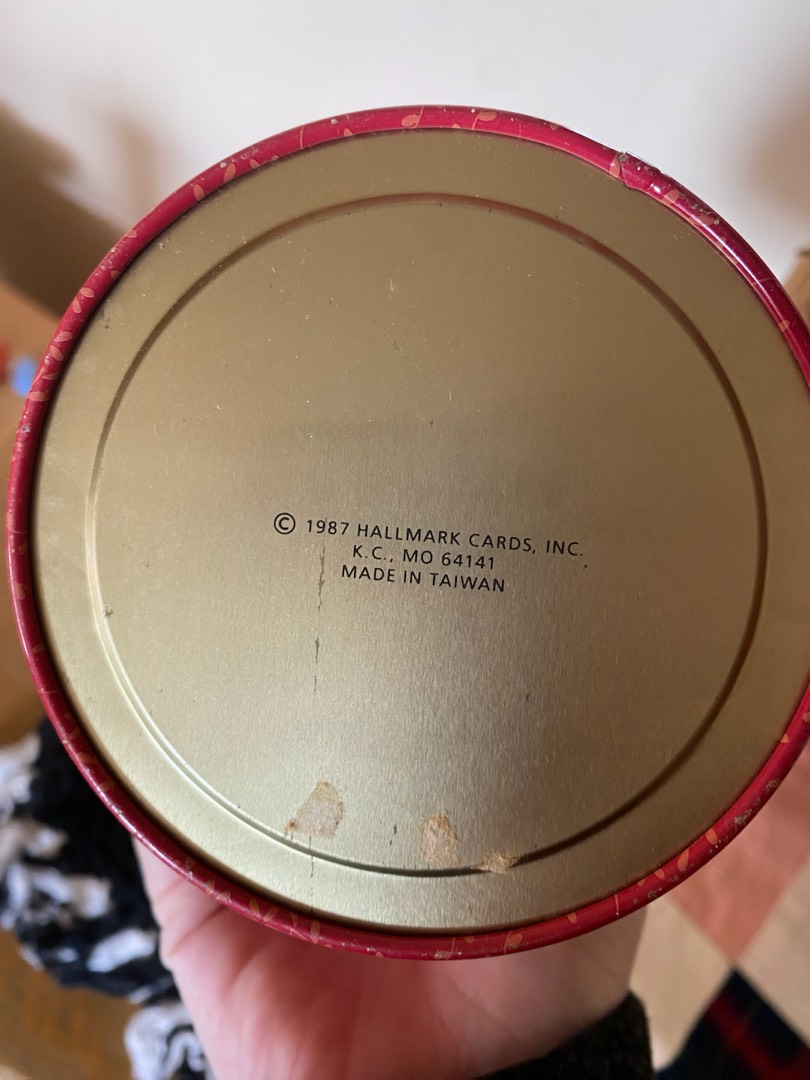 © 1987 HALLMARK CARDS, INC.
K.C., MO 64141
MADE IN TAIWAN